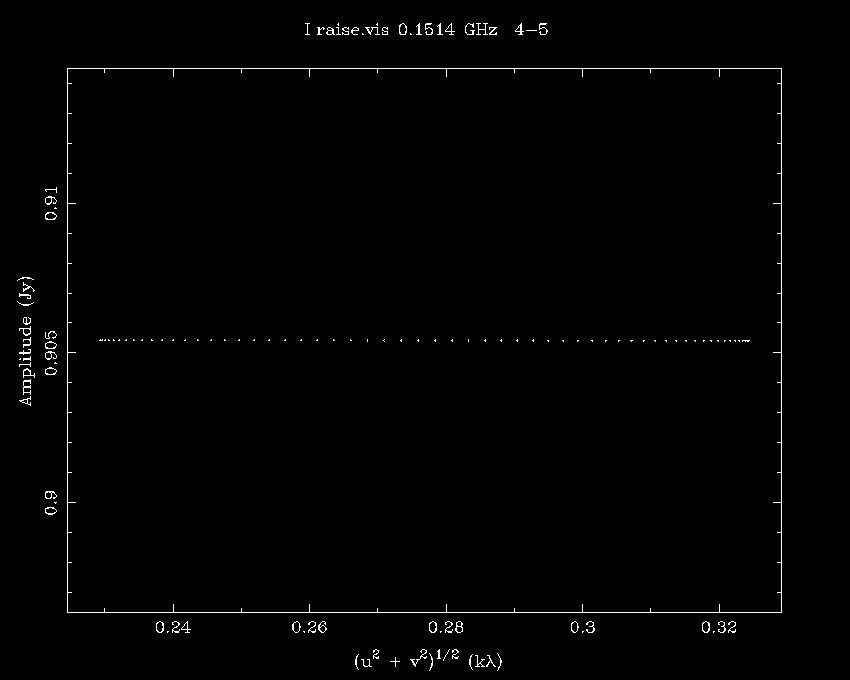 I raise.vis 0.1514 GHz 4−5
0.91
0.905
0.9
Amplitude (Jy)
0.24 0.26 0.28 0.3 0.32
(u² + v²)¹/² (kλ)